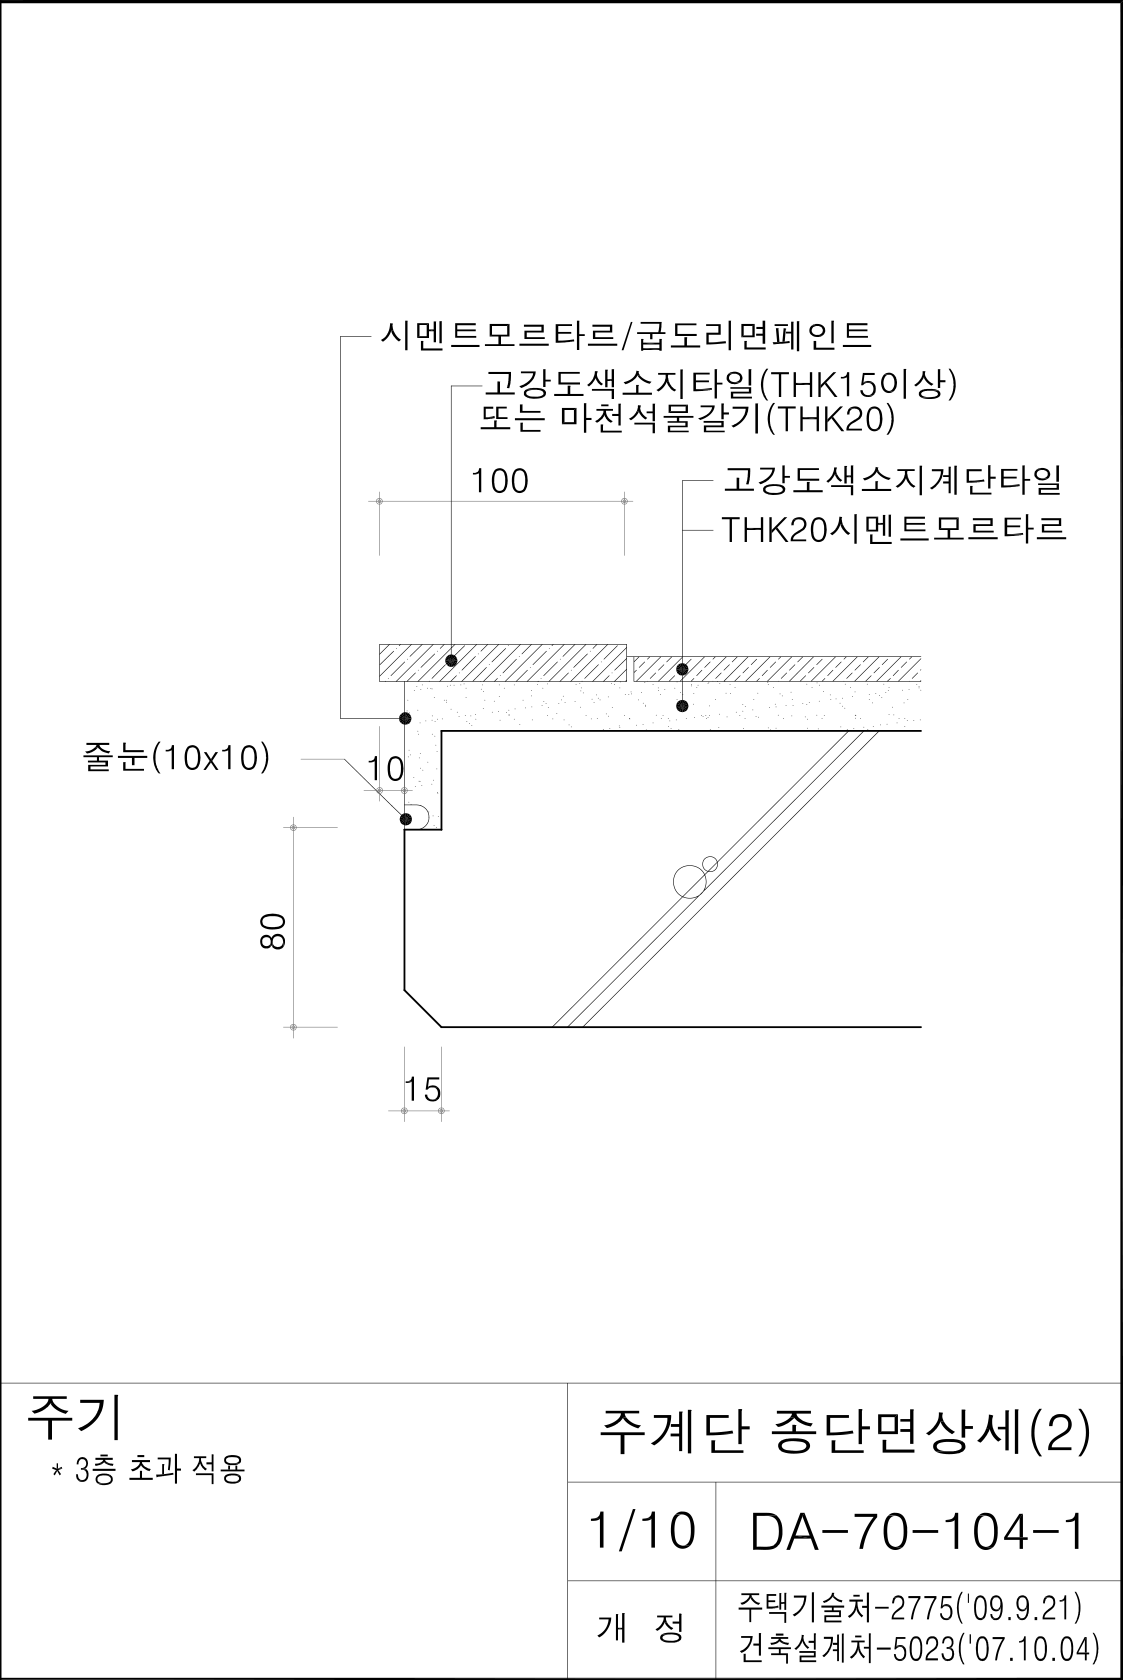 시멘트모르타르/굽도리면페인트
고강도색소지타일(THK15이상)
또는 마천석물갈기(THK20)
100
고강도색소지계단타일
THK20시멘트모르타르
줄눈(10x10)
10
80
15
주기
* 3층 초과 적용
주계단 종단면상세(2)
1/10
DA-70-104-1
개 정
주택기술처-2775('09.9.21)
건축설계처-5023('07.10.04)